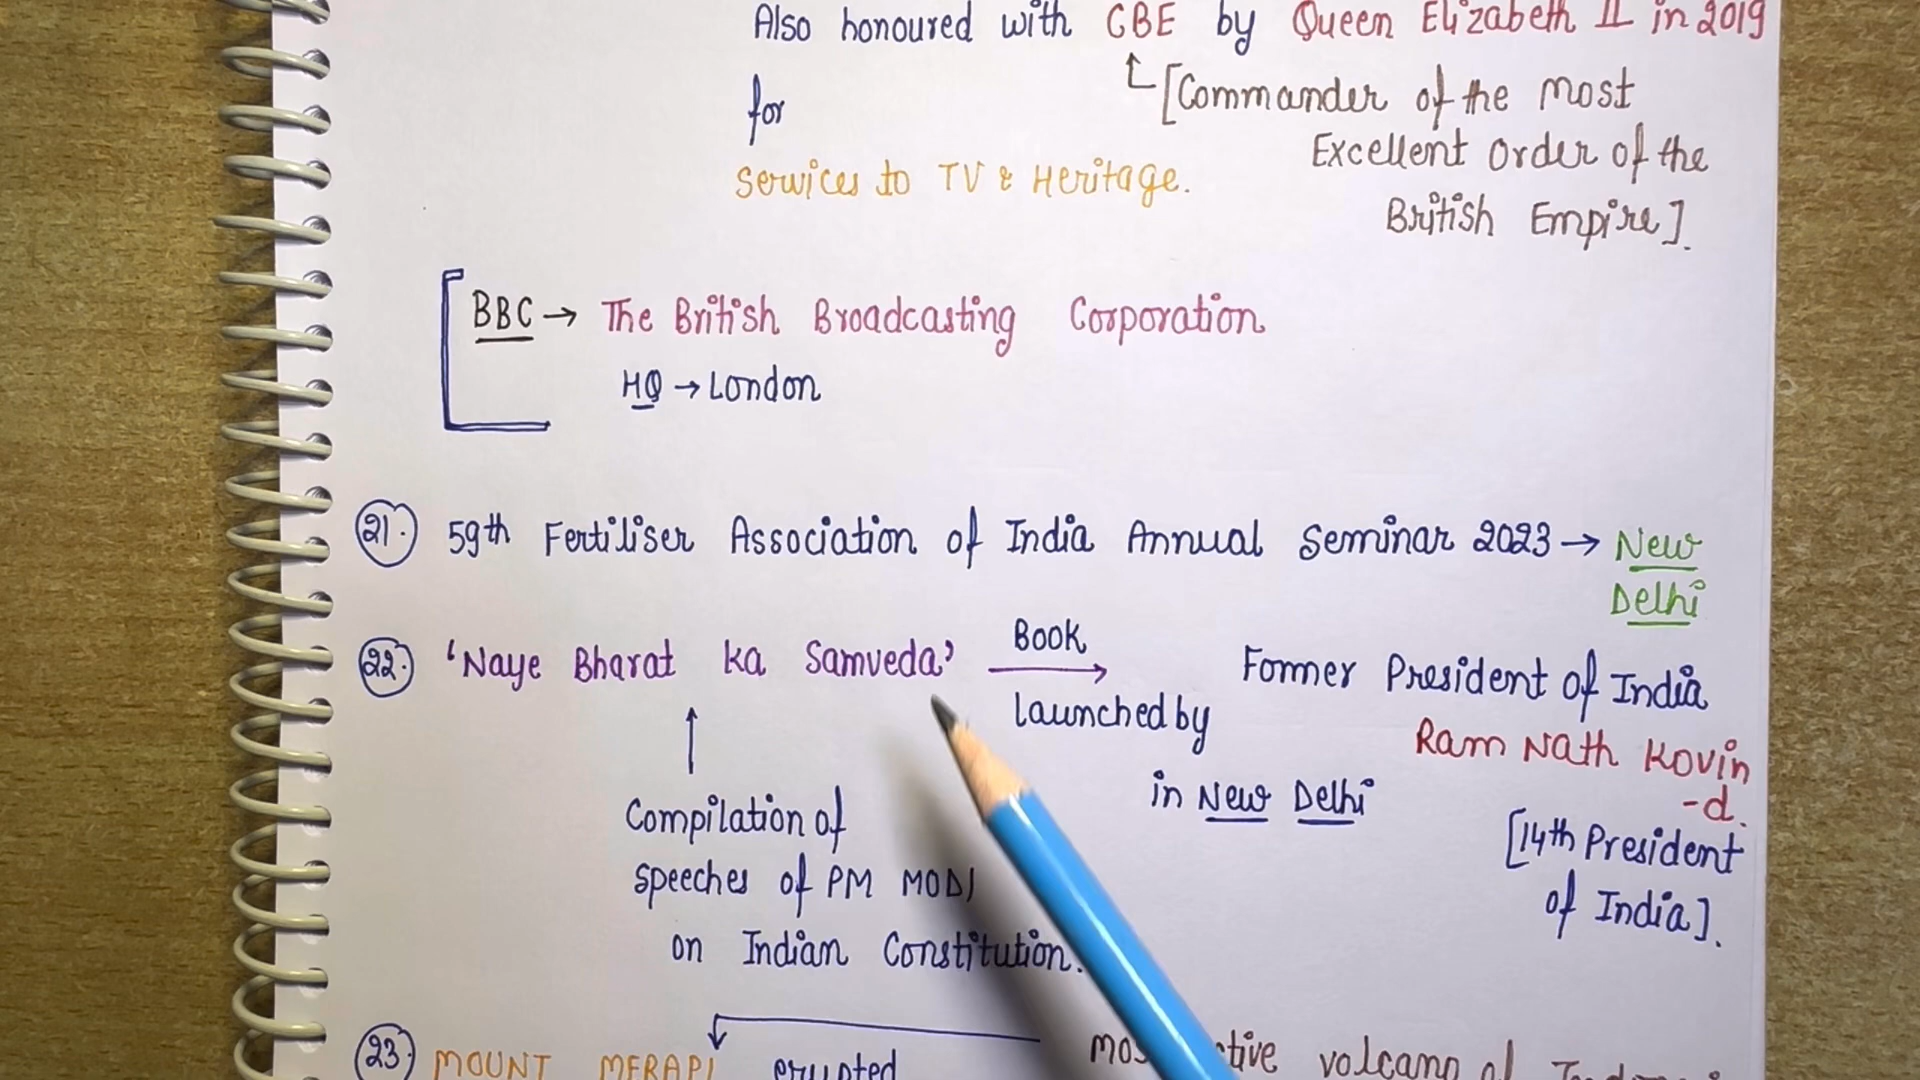 Also honoured with CBE by Queen Elizabeth II in 2019
for
[Commander of the most
Excellent Order of the
British Empire].
Services to TV & Heritage.
BBC → The British Broadcasting Corporation
HQ → London
21. 59th Fertiliser Association of India Annual Seminar 2023 → New
Delhi
22. 'Naye Bharat ka Samveda' Book
launched by
Former President of India
Ram Nath Kovin
-d.
in New Delhi
[14th President
of India].
Compilation of
speeches of PM MODI
on Indian Constitution.
23. MOUNT MERAPI erupted
volcano of